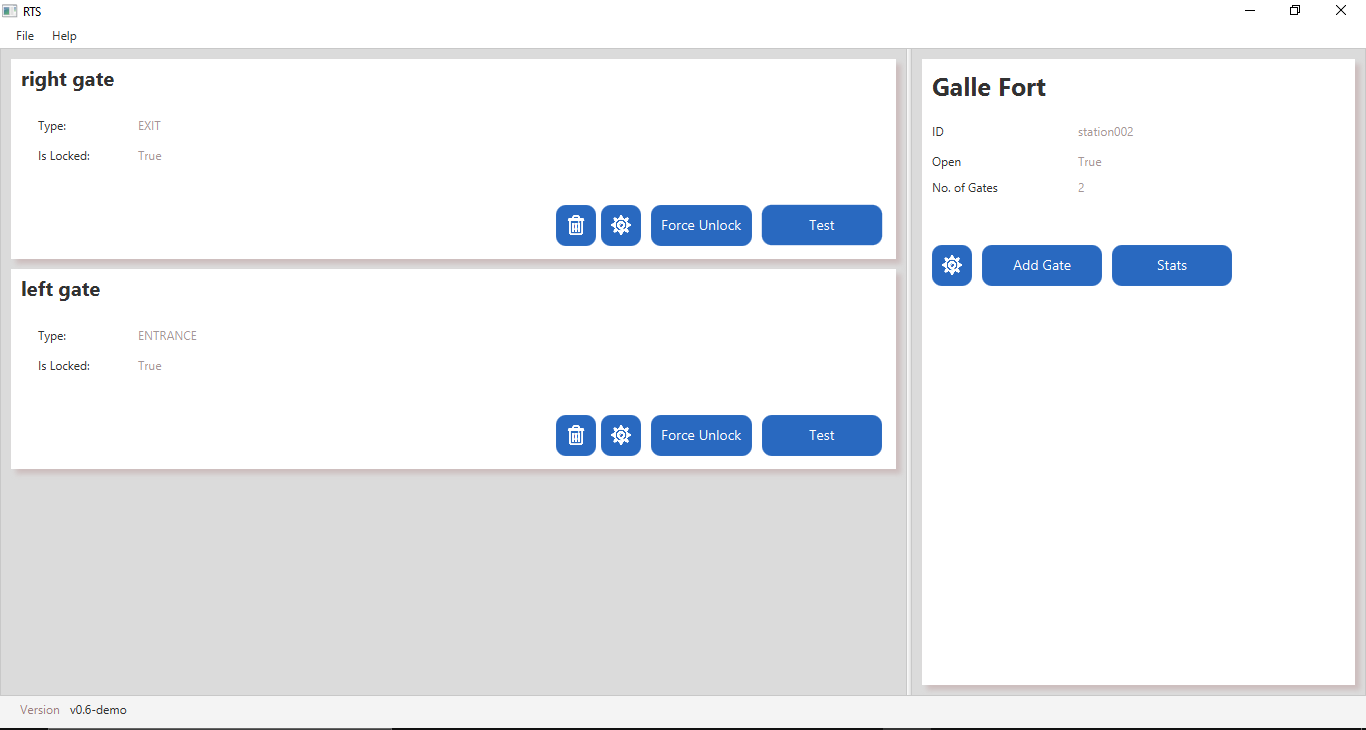 RTS
File Help
right gate
Type: EXIT
Is Locked: True
Force Unlock Test
left gate
Type: ENTRANCE
Is Locked: True
Force Unlock Test
Galle Fort
ID station002
Open True
No. of Gates 2
Add Gate Stats
Version v0.6-demo